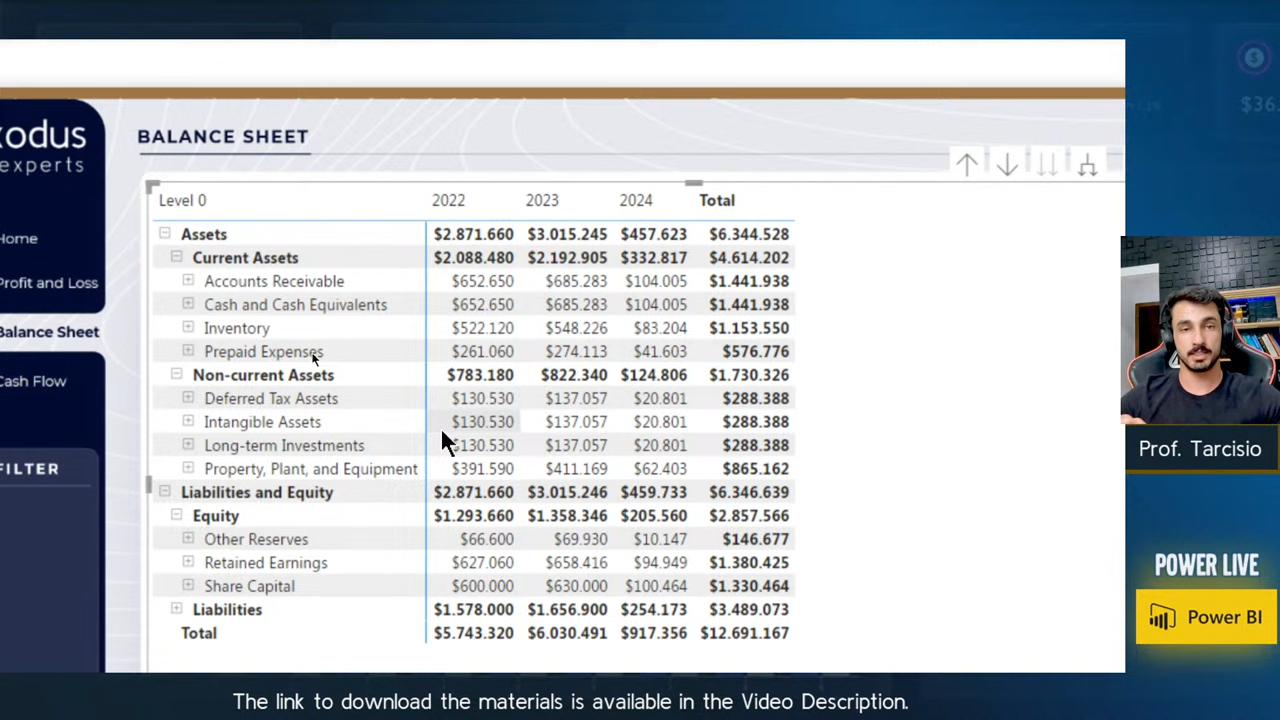 xodus
experts
Home
Profit and Loss
Balance Sheet
Cash Flow
FILTER
BALANCE SHEET
Level 0 2022 2023 2024 Total
Assets $2.871.660 $3.015.245 $457.623 $6.344.528
Current Assets $2.088.480 $2.192.905 $332.817 $4.614.202
Accounts Receivable $652.650 $685.283 $104.005 $1.441.938
Cash and Cash Equivalents $652.650 $685.283 $104.005 $1.441.938
Inventory $522.120 $548.226 $83.204 $1.153.550
Prepaid Expenses $261.060 $274.113 $41.603 $576.776
Non-current Assets $783.180 $822.340 $124.806 $1.730.326
Deferred Tax Assets $130.530 $137.057 $20.801 $288.388
Intangible Assets $130.530 $137.057 $20.801 $288.388
Long-term Investments $130.530 $137.057 $20.801 $288.388
Property, Plant, and Equipment $391.590 $411.169 $62.403 $865.162
Liabilities and Equity $2.871.660 $3.015.246 $459.733 $6.346.639
Equity $1.293.660 $1.358.346 $205.560 $2.857.566
Other Reserves $66.600 $69.930 $10.147 $146.677
Retained Earnings $627.060 $658.416 $94.949 $1.380.425
Share Capital $600.000 $630.000 $100.464 $1.330.464
Liabilities $1.578.000 $1.656.900 $254.173 $3.489.073
Total $5.743.320 $6.030.491 $917.356 $12.691.167
$36.
Prof. Tarcisio
POWER LIVE
Power BI
The link to download the materials is available in the Video Description.